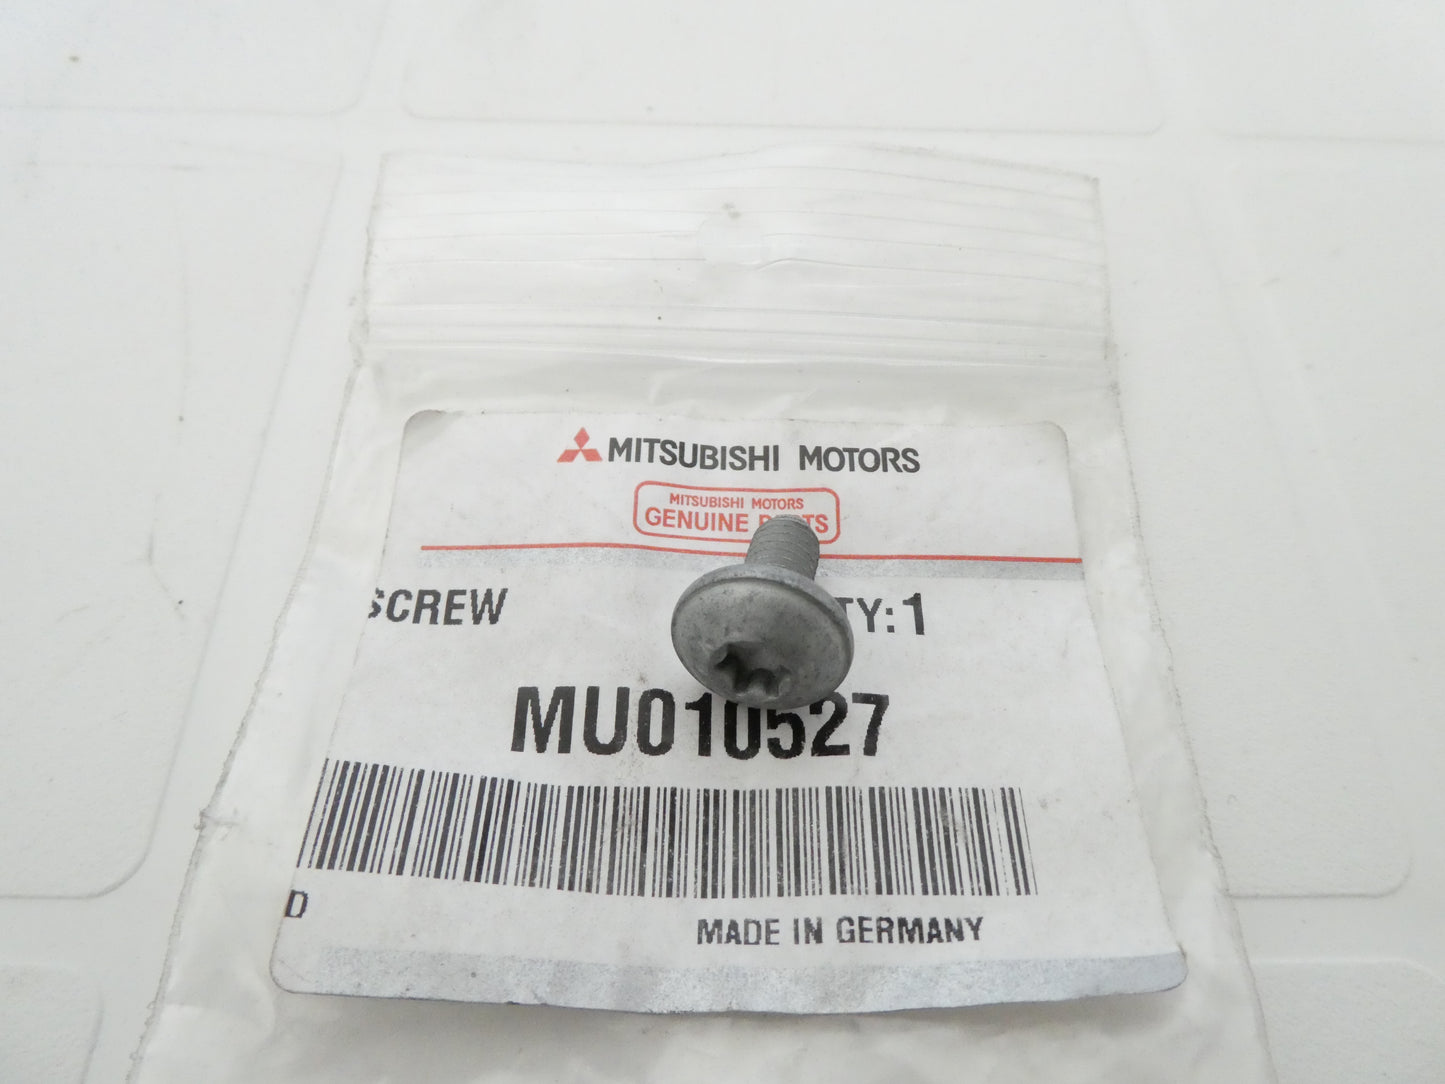 MITSUBISHI MOTORS
MITSUBISHI MOTORS
GENUINE PARTS
SCREW
TY: 1
MU010527
D
MADE IN GERMANY